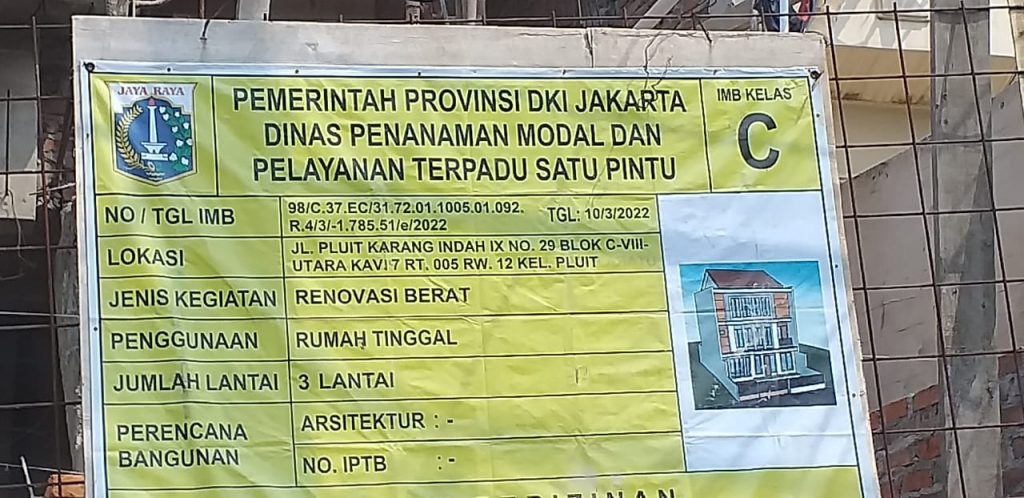 JAYA RAYA
PEMERINTAH PROVINSI DKI JAKARTA
DINAS PENANAMAN MODAL DAN
PELAYANAN TERPADU SATU PINTU
IMB KELAS
C
NO / TGL IMB
98/C.37.EC/31.72.01.1005.01.092. TGL: 10/3/2022
R.4/3/-1.785.51/e/2022
LOKASI
JL. PLUIT KARANG INDAH IX NO. 29 BLOK C-VIII-
UTARA KAVI 7 RT. 005 RW. 12 KEL. PLUIT
JENIS KEGIATAN RENOVASI BERAT
PENGGUNAAN RUMAH TINGGAL
JUMLAH LANTAI 3 LANTAI
PERENCANA
BANGUNAN
ARSITEKTUR : -
NO. IPTB : -